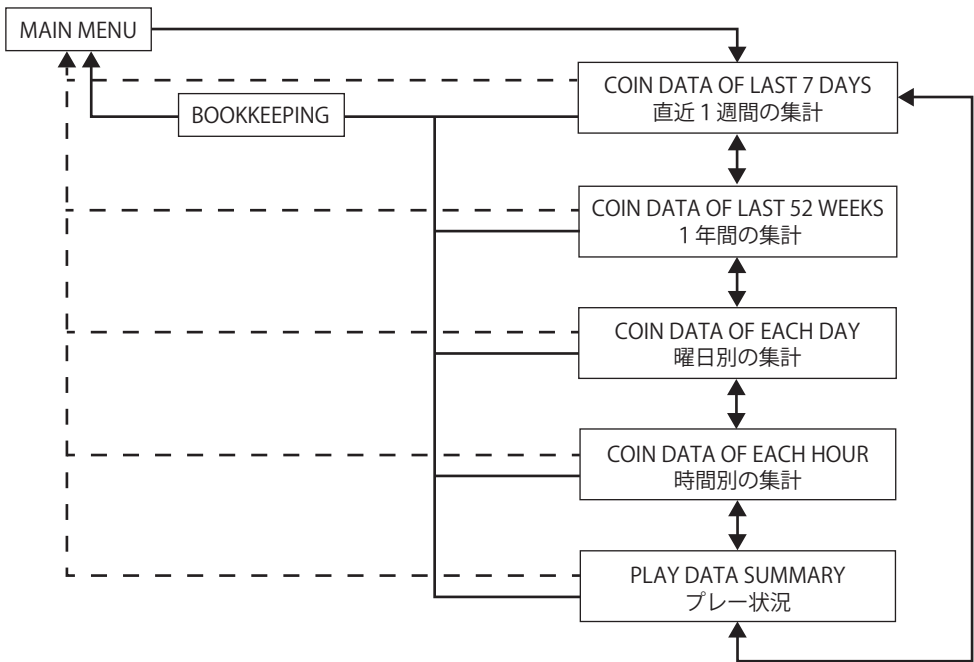 MAIN MENU
COIN DATA OF LAST 7 DAYS
直近1週間の集計
BOOKKEEPING
COIN DATA OF LAST 52 WEEKS
1年間の集計
COIN DATA OF EACH DAY
曜日別の集計
COIN DATA OF EACH HOUR
時間別の集計
PLAY DATA SUMMARY
プレー状況